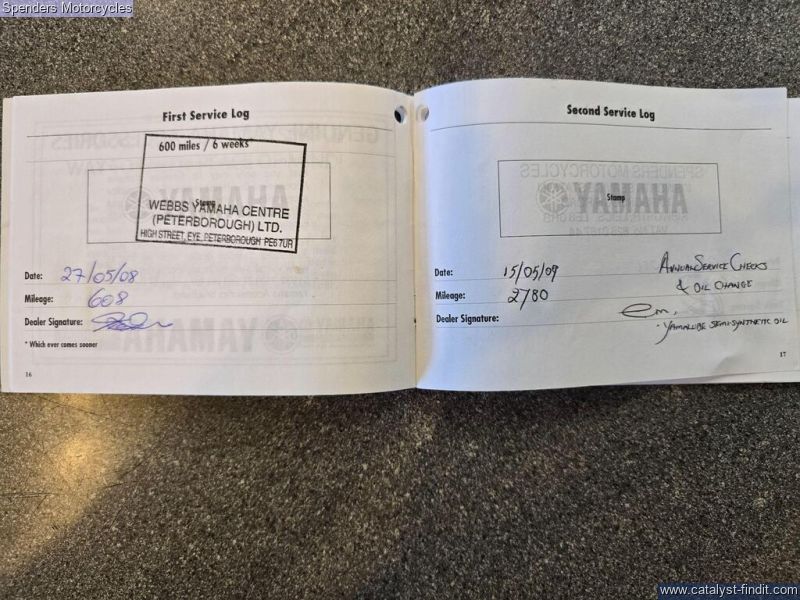 Spenders Motorcycles
First Service Log
600 miles / 6 weeks*
Stamp
WEBBS YAMAHA CENTRE
(PETERBOROUGH) LTD.
HIGH STREET, EYE, PETERBOROUGH PE6 7UR
Date: 27/05/08
Mileage: 608
Dealer Signature:
* Which ever comes sooner
16
Second Service Log
Stamp
Date: 15/05/09
Mileage: 2780
Dealer Signature:
ANNUAL SERVICE CHECKS
& OIL CHANGE
· YAMALUBE SEMI-SYNTHETIC OIL
17
www.catalyst-findit.com